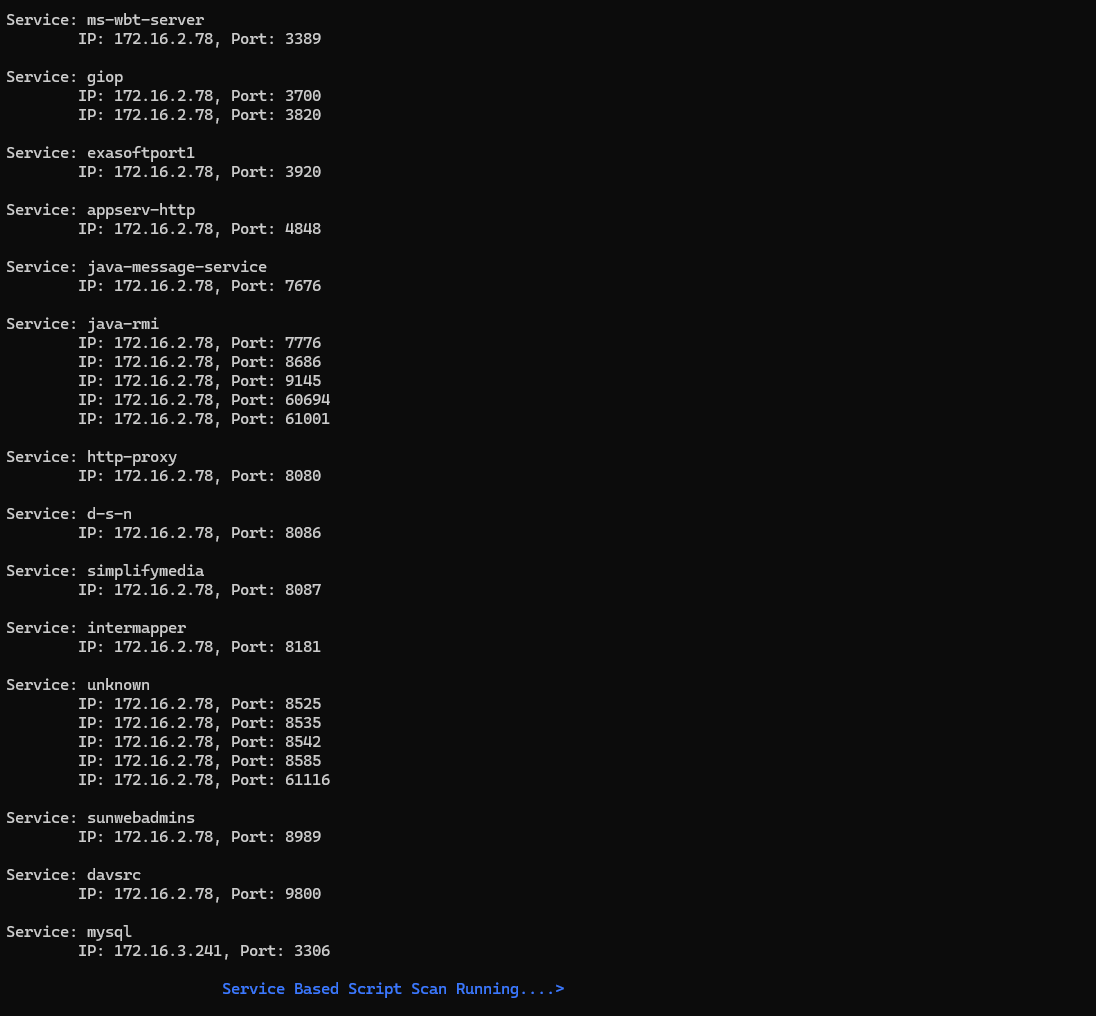 Service: ms-wbt-server
IP: 172.16.2.78, Port: 3389
Service: giop
IP: 172.16.2.78, Port: 3700
IP: 172.16.2.78, Port: 3820
Service: exasoftport1
IP: 172.16.2.78, Port: 3920
Service: appserv-http
IP: 172.16.2.78, Port: 4848
Service: java-message-service
IP: 172.16.2.78, Port: 7676
Service: java-rmi
IP: 172.16.2.78, Port: 7776
IP: 172.16.2.78, Port: 8686
IP: 172.16.2.78, Port: 9145
IP: 172.16.2.78, Port: 60694
IP: 172.16.2.78, Port: 61001
Service: http-proxy
IP: 172.16.2.78, Port: 8080
Service: d-s-n
IP: 172.16.2.78, Port: 8086
Service: simplifymedia
IP: 172.16.2.78, Port: 8087
Service: intermapper
IP: 172.16.2.78, Port: 8181
Service: unknown
IP: 172.16.2.78, Port: 8525
IP: 172.16.2.78, Port: 8535
IP: 172.16.2.78, Port: 8542
IP: 172.16.2.78, Port: 8585
IP: 172.16.2.78, Port: 61116
Service: sunwebadmins
IP: 172.16.2.78, Port: 8989
Service: davsrc
IP: 172.16.2.78, Port: 9800
Service: mysql
IP: 172.16.3.241, Port: 3306
Service Based Script Scan Running....>